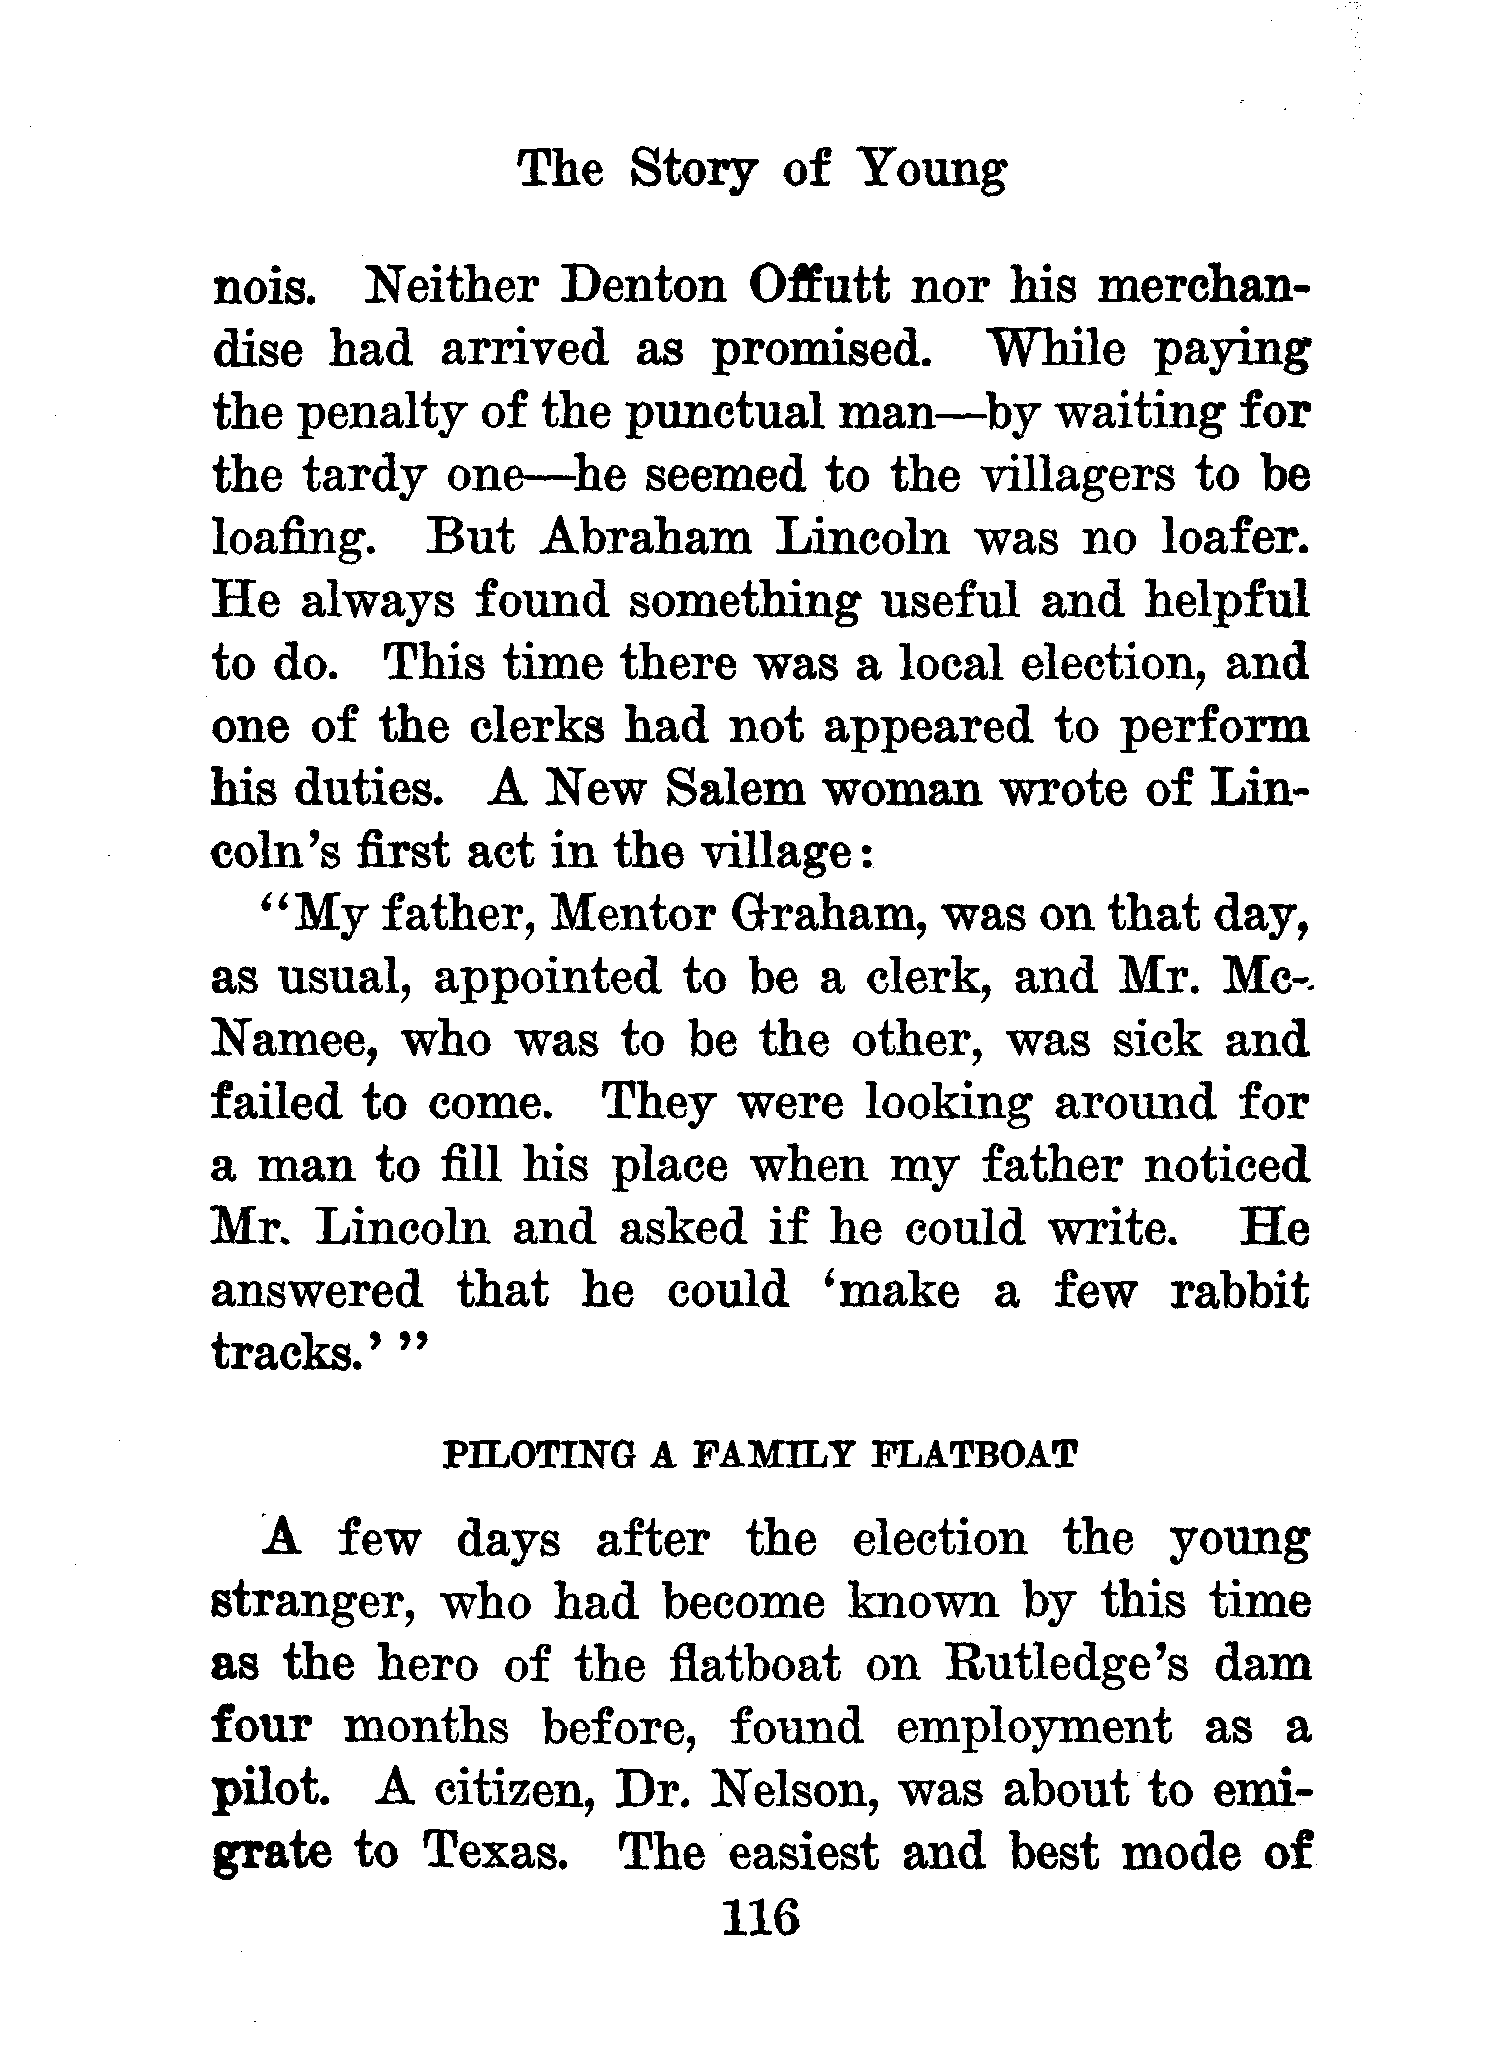 The Story of Young
nois. Neither Denton Offutt nor his merchan-
dise had arrived as promised. While paying
the penalty of the punctual man—by waiting for
the tardy one—he seemed to the villagers to be
loafing. But Abraham Lincoln was no loafer.
He always found something useful and helpful
to do. This time there was a local election, and
one of the clerks had not appeared to perform
his duties. A New Salem woman wrote of Lin-
coln's first act in the village:
"My father, Mentor Graham, was on that day,
as usual, appointed to be a clerk, and Mr. Mc-
Namee, who was to be the other, was sick and
failed to come. They were looking around for
a man to fill his place when my father noticed
Mr. Lincoln and asked if he could write. He
answered that he could 'make a few rabbit
tracks.' "
PILOTING A FAMILY FLATBOAT
A few days after the election the young
stranger, who had become known by this time
as the hero of the flatboat on Rutledge's dam
four months before, found employment as a
pilot. A citizen, Dr. Nelson, was about to emi-
grate to Texas. The easiest and best mode of
116